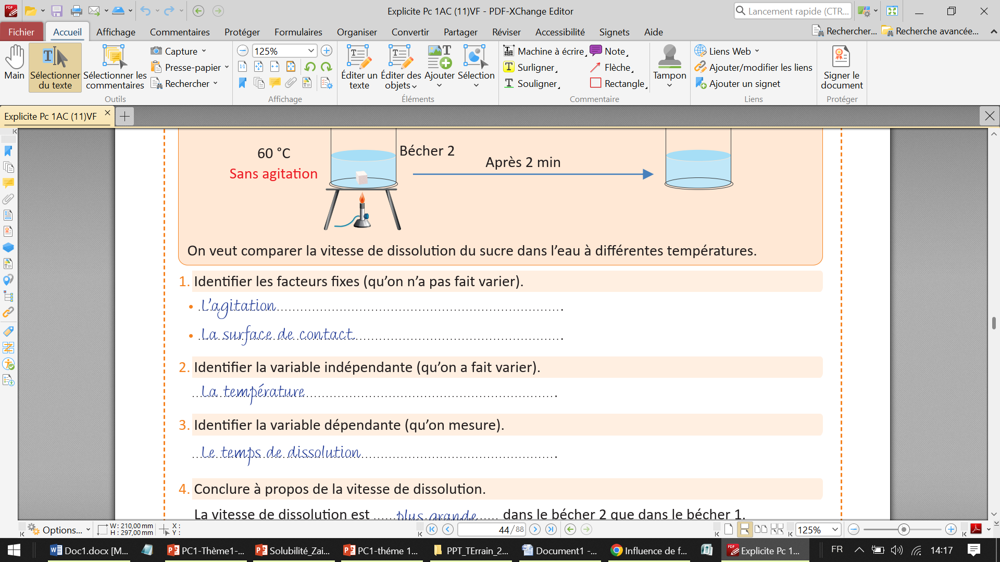 Explicite Pc 1AC (11)VF - PDF-XChange Editor
Lancement rapide (CTR...
Fichier Accueil Affichage Commentaires Protéger Formulaires Organiser Convertir Partager Réviser Accessibilité Signets Aide
Rechercher... Recherche avancée...
Main
Sélectionner du texte
Sélectionner les commentaires
Capture
Presse-papier
Rechercher
Outils
125%
Affichage
Éditer un texte
Éditer des objets
Ajouter
Sélection
Éléments
Machine à écrire
Surligner
Souligner
Note
Flèche
Rectangle
Commentaire
Tampon
Liens Web
Ajouter/modifier les liens
Ajouter un signet
Liens
Signer le document
Protéger
Explicite Pc 1AC (11)VF
60 °C
Sans agitation
Bécher 2
Après 2 min
On veut comparer la vitesse de dissolution du sucre dans l’eau à différentes températures.
1. Identifier les facteurs fixes (qu’on n’a pas fait varier).
• L’agitation
• La surface de contact.
2. Identifier la variable indépendante (qu’on a fait varier).
La température
3. Identifier la variable dépendante (qu’on mesure).
Le temps de dissolution
4. Conclure à propos de la vitesse de dissolution.
La vitesse de dissolution est plus grande dans le bécher 2 que dans le bécher 1.
Options...
W : 210,00 mm
H : 297,00 mm
X :
Y :
44 / 88
125%
Doc1.docx [M...
PC1-Thème1-...
Solubilité_Zai...
PC1-théme 1...
PPT_TErrain_2...
Document1 -...
Influence de f...
Explicite Pc 1...
FR
14:17